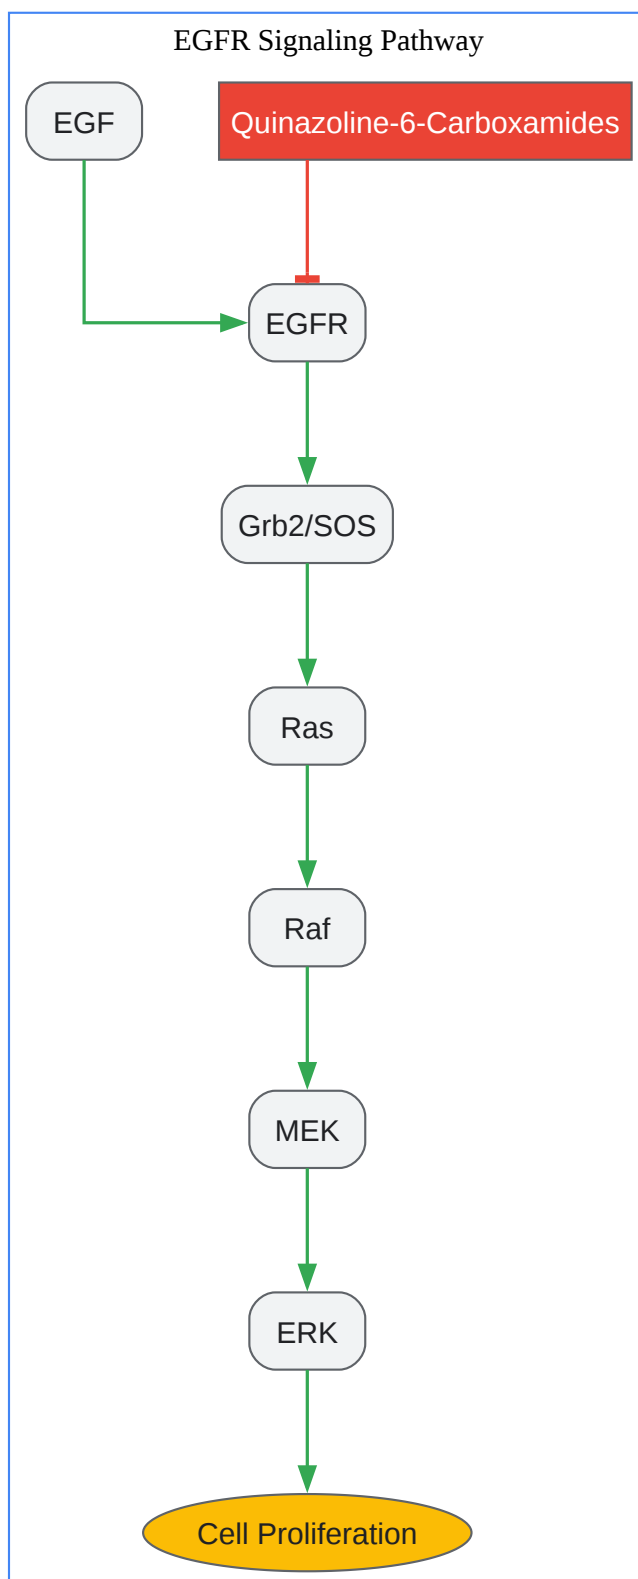 EGFR Signaling Pathway
EGF
Quinazoline-6-Carboxamides
EGFR
Grb2/SOS
Ras
Raf
MEK
ERK
Cell Proliferation